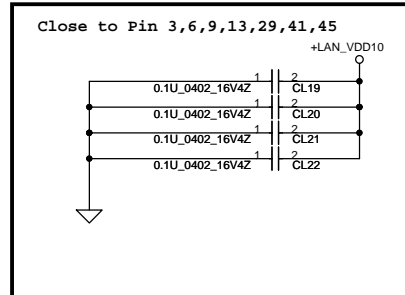 Close to Pin 3,6,9,13,29,41,45
+LAN_VDD10
1 2
0.1U_0402_16V4Z CL19
1 2
0.1U_0402_16V4Z CL20
1 2
0.1U_0402_16V4Z CL21
1 2
0.1U_0402_16V4Z CL22